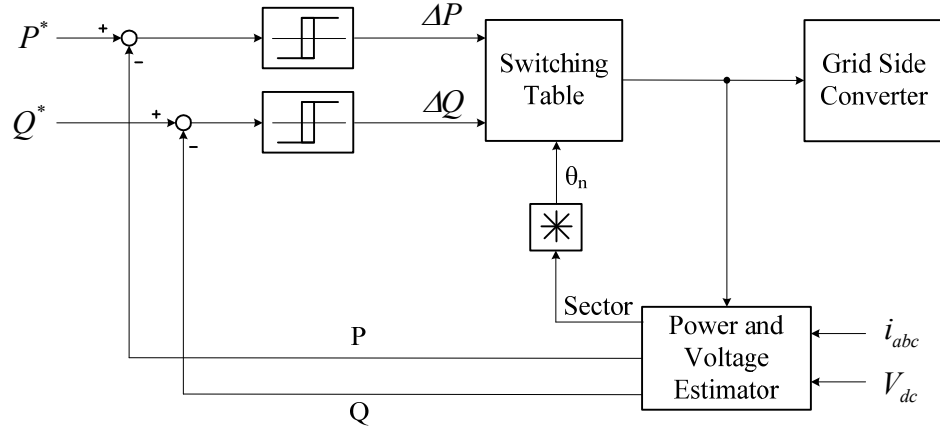 P*
+
-
ΔP
Switching
Table
Grid Side
Converter
Q*
+
-
ΔQ
θn
Sector
Power and
Voltage
Estimator
iabc
Vdc
P
Q